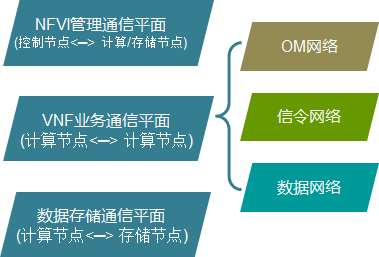 NFVI管理通信平面
(控制节点<—> 计算/存储节点)
VNF业务通信平面
(计算节点<—> 计算节点)
数据存储通信平面
(计算节点<—> 存储节点)
OM网络
信令网络
数据网络